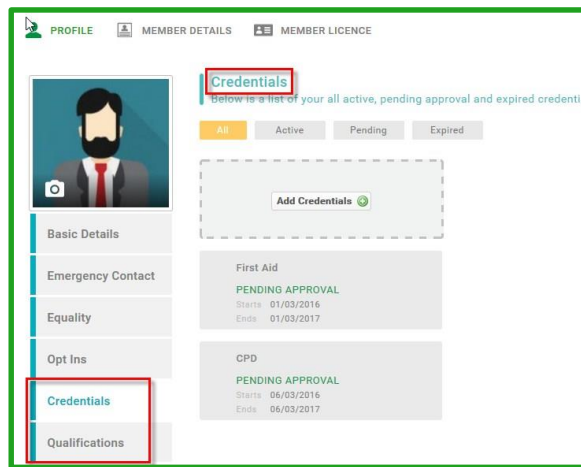 PROFILE MEMBER DETAILS MEMBER LICENCE
Credentials
Below is a list of your all active, pending approval and expired
All Active Pending Expired
Add Credentials
Basic Details
Emergency Contact
Equality
Opt Ins
Credentials
Qualifications
First Aid
PENDING APPROVAL
Starts 01/03/2016
Ends 01/03/2017
CPD
PENDING APPROVAL
Starts 06/03/2016
Ends 06/03/2017